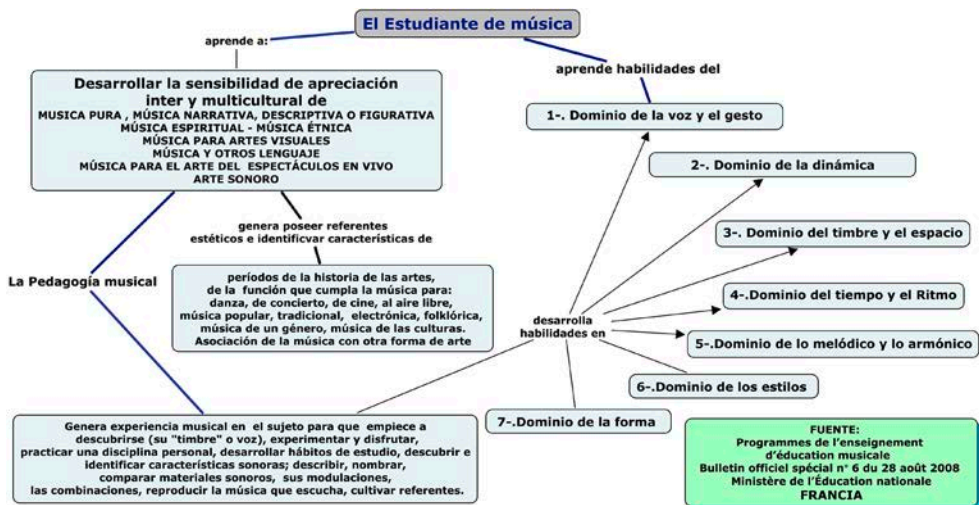 El Estudiante de música
aprende a:
Desarrollar la sensibilidad de apreciación
inter y multicultural de
MUSICA PURA , MÚSICA NARRATIVA, DESCRIPTIVA O FIGURATIVA
MÚSICA ESPIRITUAL - MÚSICA ÉTNICA
MÚSICA PARA ARTES VISUALES
MÚSICA Y OTROS LENGUAJE
MÚSICA PARA EL ARTE DEL ESPECTÁCULOS EN VIVO
ARTE SONORO
genera poseer referentes
estéticos e identificvar características de
períodos de la historia de las artes,
de la función que cumpla la música para:
danza, de concierto, de cine, al aire libre,
música popular, tradicional, electrónica, folklórica,
música de un género, música de las culturas.
Asociación de la música con otra forma de arte
La Pedagogía musical
Genera experiencia musical en el sujeto para que empiece a
descubrirse (su "timbre" o voz), experimentar y disfrutar,
practicar una disciplina personal, desarrollar hábitos de estudio, descubrir e
identificar características sonoras; describir, nombrar,
comparar materiales sonoros, sus modulaciones,
las combinaciones, reproducir la música que escucha, cultivar referentes.
aprende habilidades del
desarrolla
habilidades en
1-. Dominio de la voz y el gesto
2-. Dominio de la dinámica
3-. Dominio del timbre y el espacio
4-.Dominio del tiempo y el Ritmo
5-.Dominio de lo melódico y lo armónico
6-.Dominio de los estilos
7-.Dominio de la forma
FUENTE:
Programmes de l'enseignement
d'éducation musicale
Bulletin officiel spécial n° 6 du 28 août 2008
Ministère de l'Éducation nationale
FRANCIA